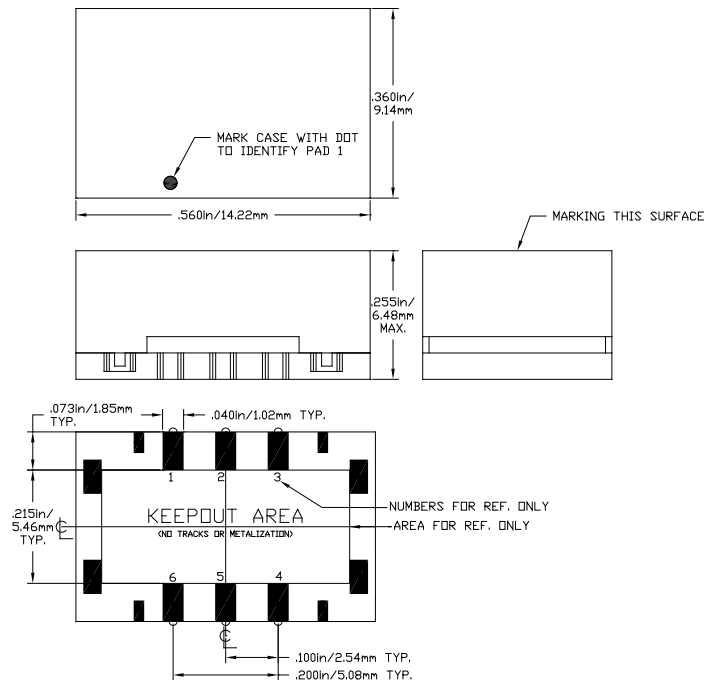 .360in/
9.14mm
MARK CASE WITH DOT
TO IDENTIFY PAD 1
.560in/14.22mm
MARKING THIS SURFACE
.255in/
6.48mm
MAX.
.073in/1.85mm
TYP.
.040in/1.02mm TYP.
1 2 3
.215in/
5.46mm
TYP.
KEEPOUT AREA
(NO TRACKS OR METALIZATION)
NUMBERS FOR REF. ONLY
AREA FOR REF. ONLY
6 5 4
.100in/2.54mm TYP.
.200in/5.08mm TYP.